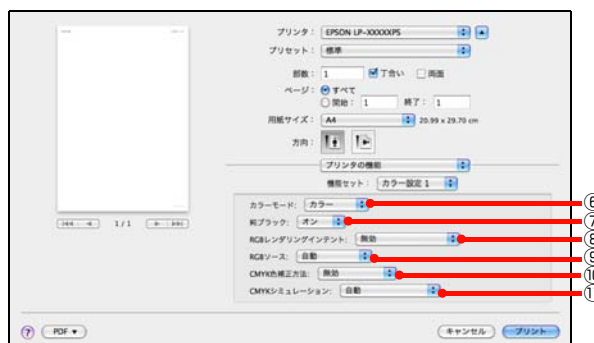 プリンタ： EPSON LP-XXXXXPS
プリセット： 標準
部数： 1 丁合い 両面
ページ： すべて
開始： 1 終了： 1
用紙サイズ： A4 20.99 x 29.70 cm
方向：
プリンタの機能
機能セット： カラー設定 1
カラーモード： カラー ⑥
純ブラック： オン ⑦
RGBレンダリングインテント： 無効 ⑧
RGBソース： 自動 ⑨
CMYK色補正方法： 無効 ⑩
CMYKシミュレーション： 自動 ⑪
1 / 1
? PDF ▼ キャンセル プリント